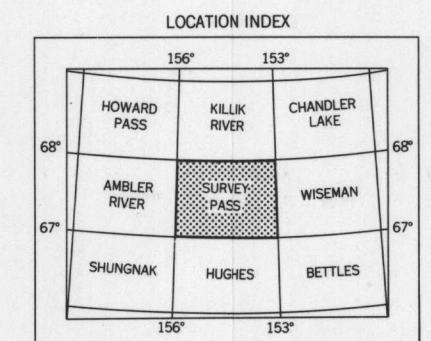 LOCATION INDEX
156° 153°
HOWARD PASS KILLIK RIVER CHANDLER LAKE
68° 68°
AMBLER RIVER SURVEY PASS WISEMAN
67° 67°
SHUNGNAK HUGHES BETTLES
156° 153°